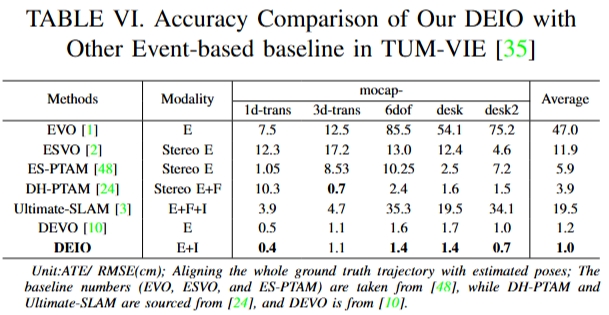 TABLE VI. Accuracy Comparison of Our DEIO with
Other Event-based baseline in TUM-VIE [35]
Methods Modality mocap- Average
1d-trans 3d-trans 6dof desk desk2
EVO [1] E 7.5 12.5 85.5 54.1 75.2 47.0
ESVO [2] Stereo E 12.3 17.2 13.0 12.4 4.6 11.9
ES-PTAM [48] Stereo E 1.05 8.53 10.25 2.5 7.2 5.9
DH-PTAM [24] Stereo E+F 10.3 0.7 2.4 1.6 1.5 3.9
Ultimate-SLAM [3] E+F+I 3.9 4.7 35.3 19.5 34.1 19.5
DEVO [10] E 0.5 1.1 1.6 1.7 1.0 1.2
DEIO E+I 0.4 1.1 1.4 1.4 0.7 1.0
Unit:ATE/ RMSE(cm); Aligning the whole ground truth trajectory with estimated poses; The
baseline numbers (EVO, ESVO, and ES-PTAM) are taken from [48], while DH-PTAM and
Ultimate-SLAM are sourced from [24], and DEVO is from [10].